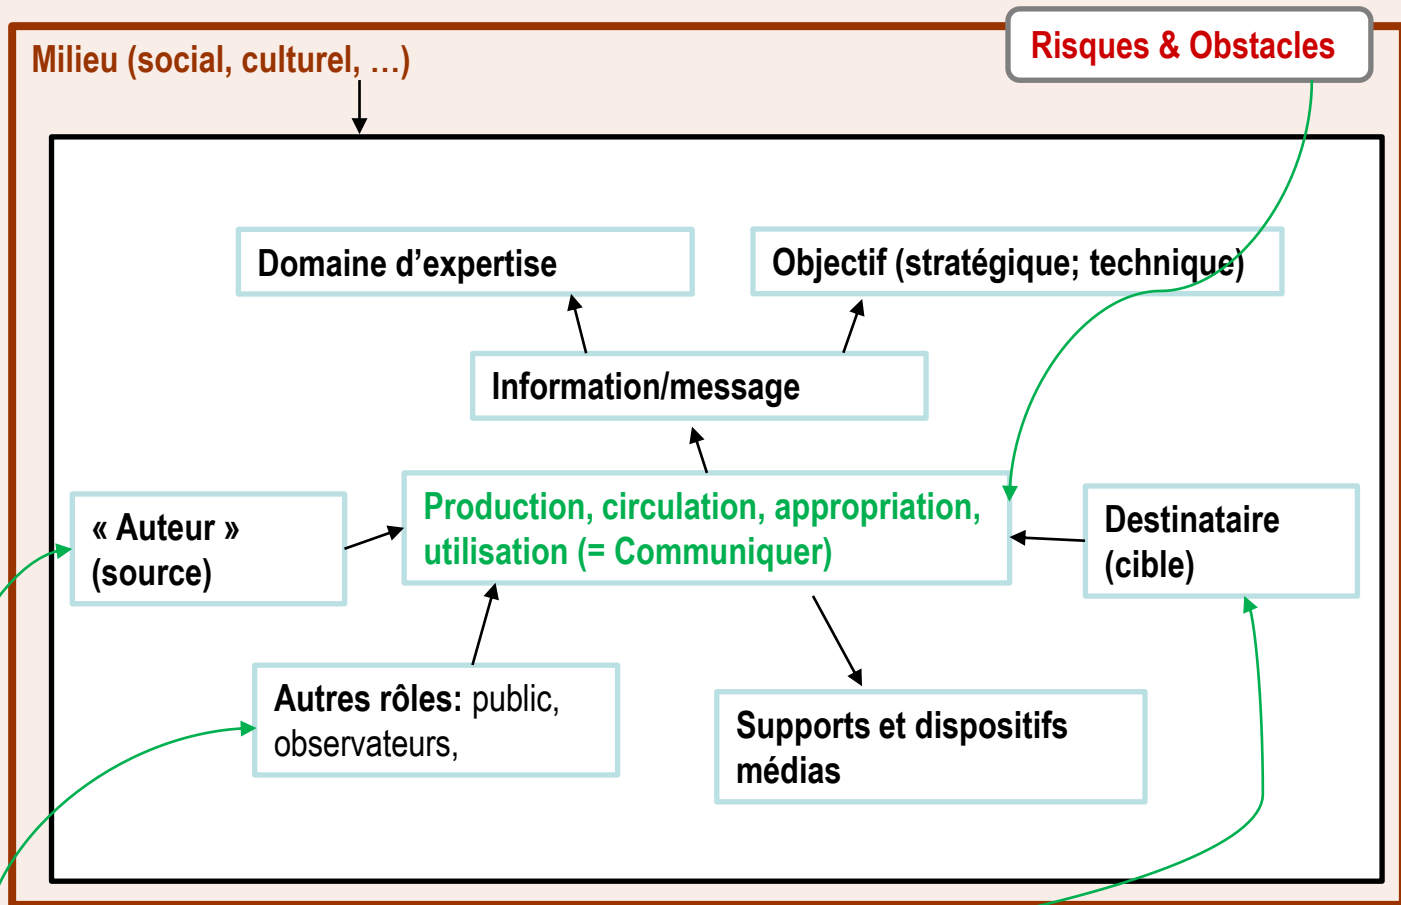 Risques & Obstacles
Milieu (social, culturel, …)
Domaine d’expertise
Objectif (stratégique; technique)
Information/message
Production, circulation, appropriation,
utilisation (= Communiquer)
« Auteur »
(source)
Destinataire
(cible)
Autres rôles: public,
observateurs,
Supports et dispositifs
médias